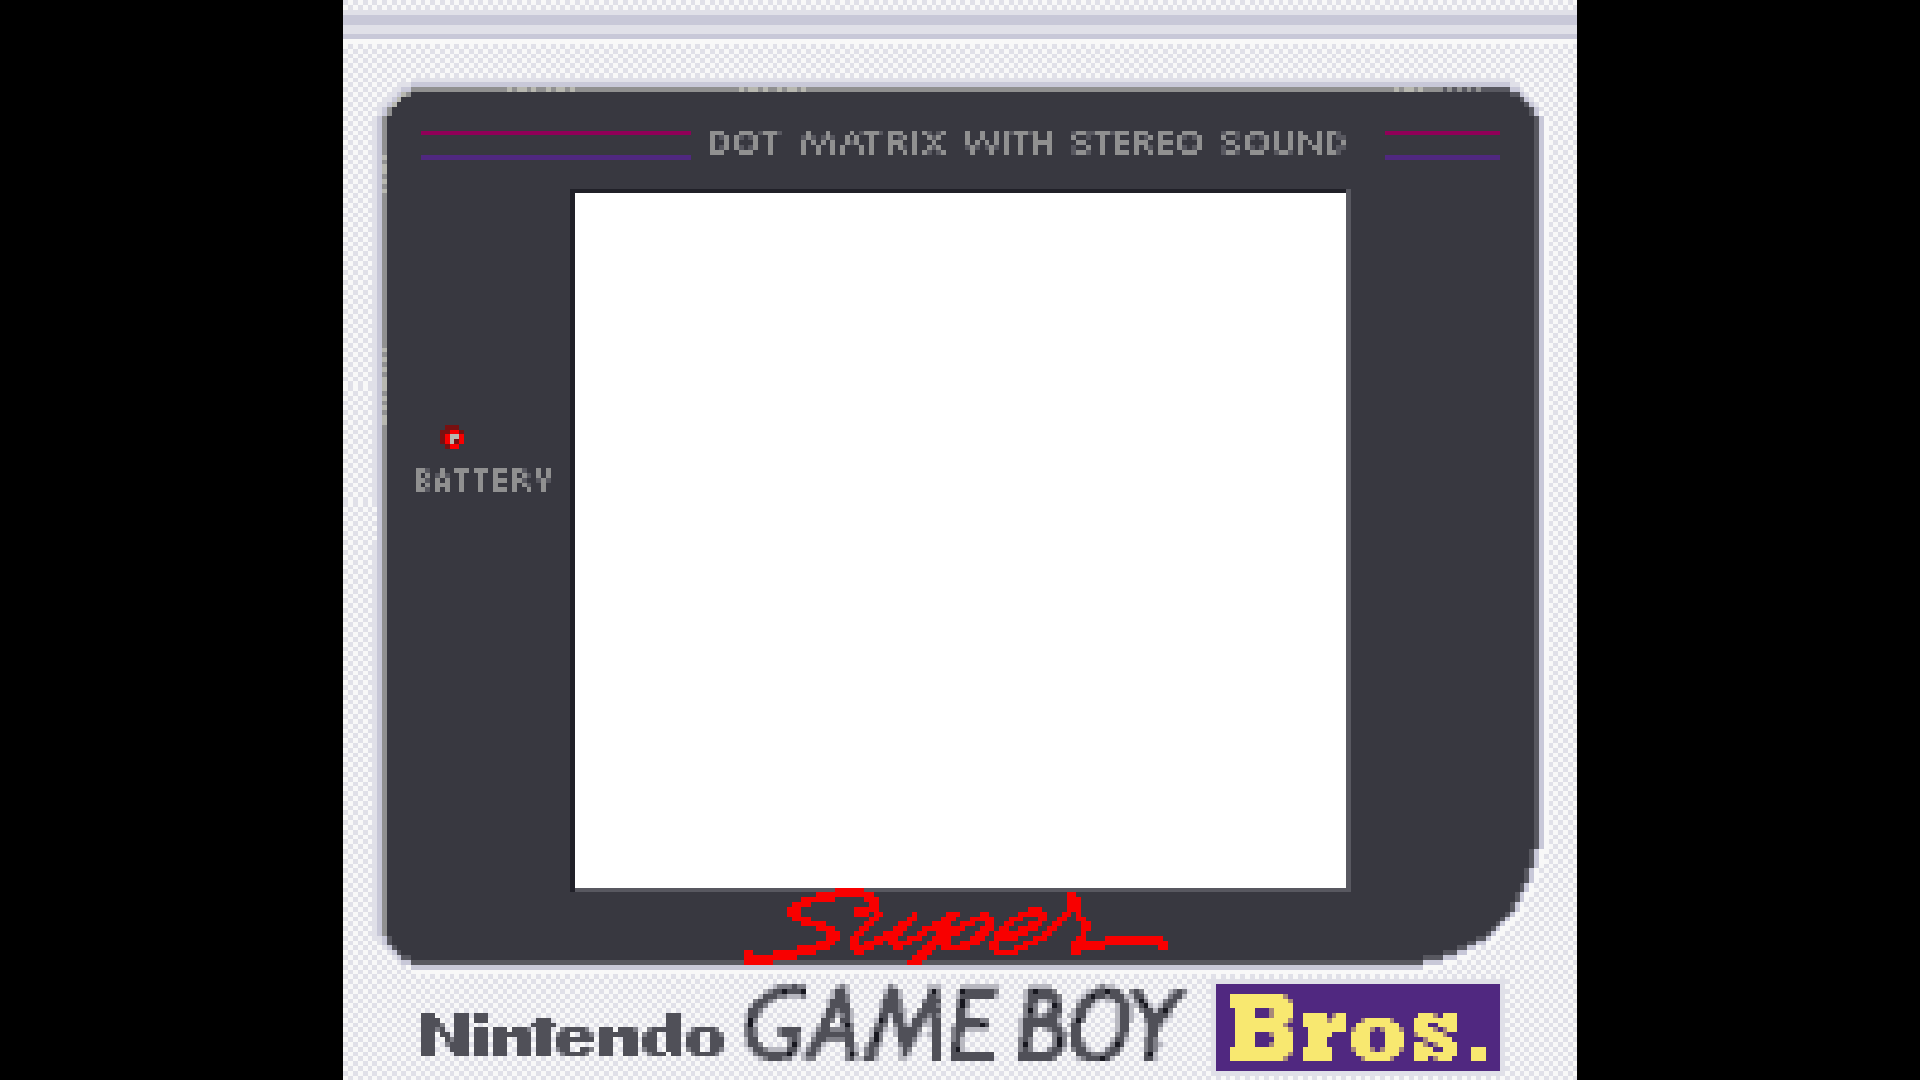 DOT MATRIX WITH STEREO SOUND
BATTERY
Super
Nintendo GAME BOY Bros.